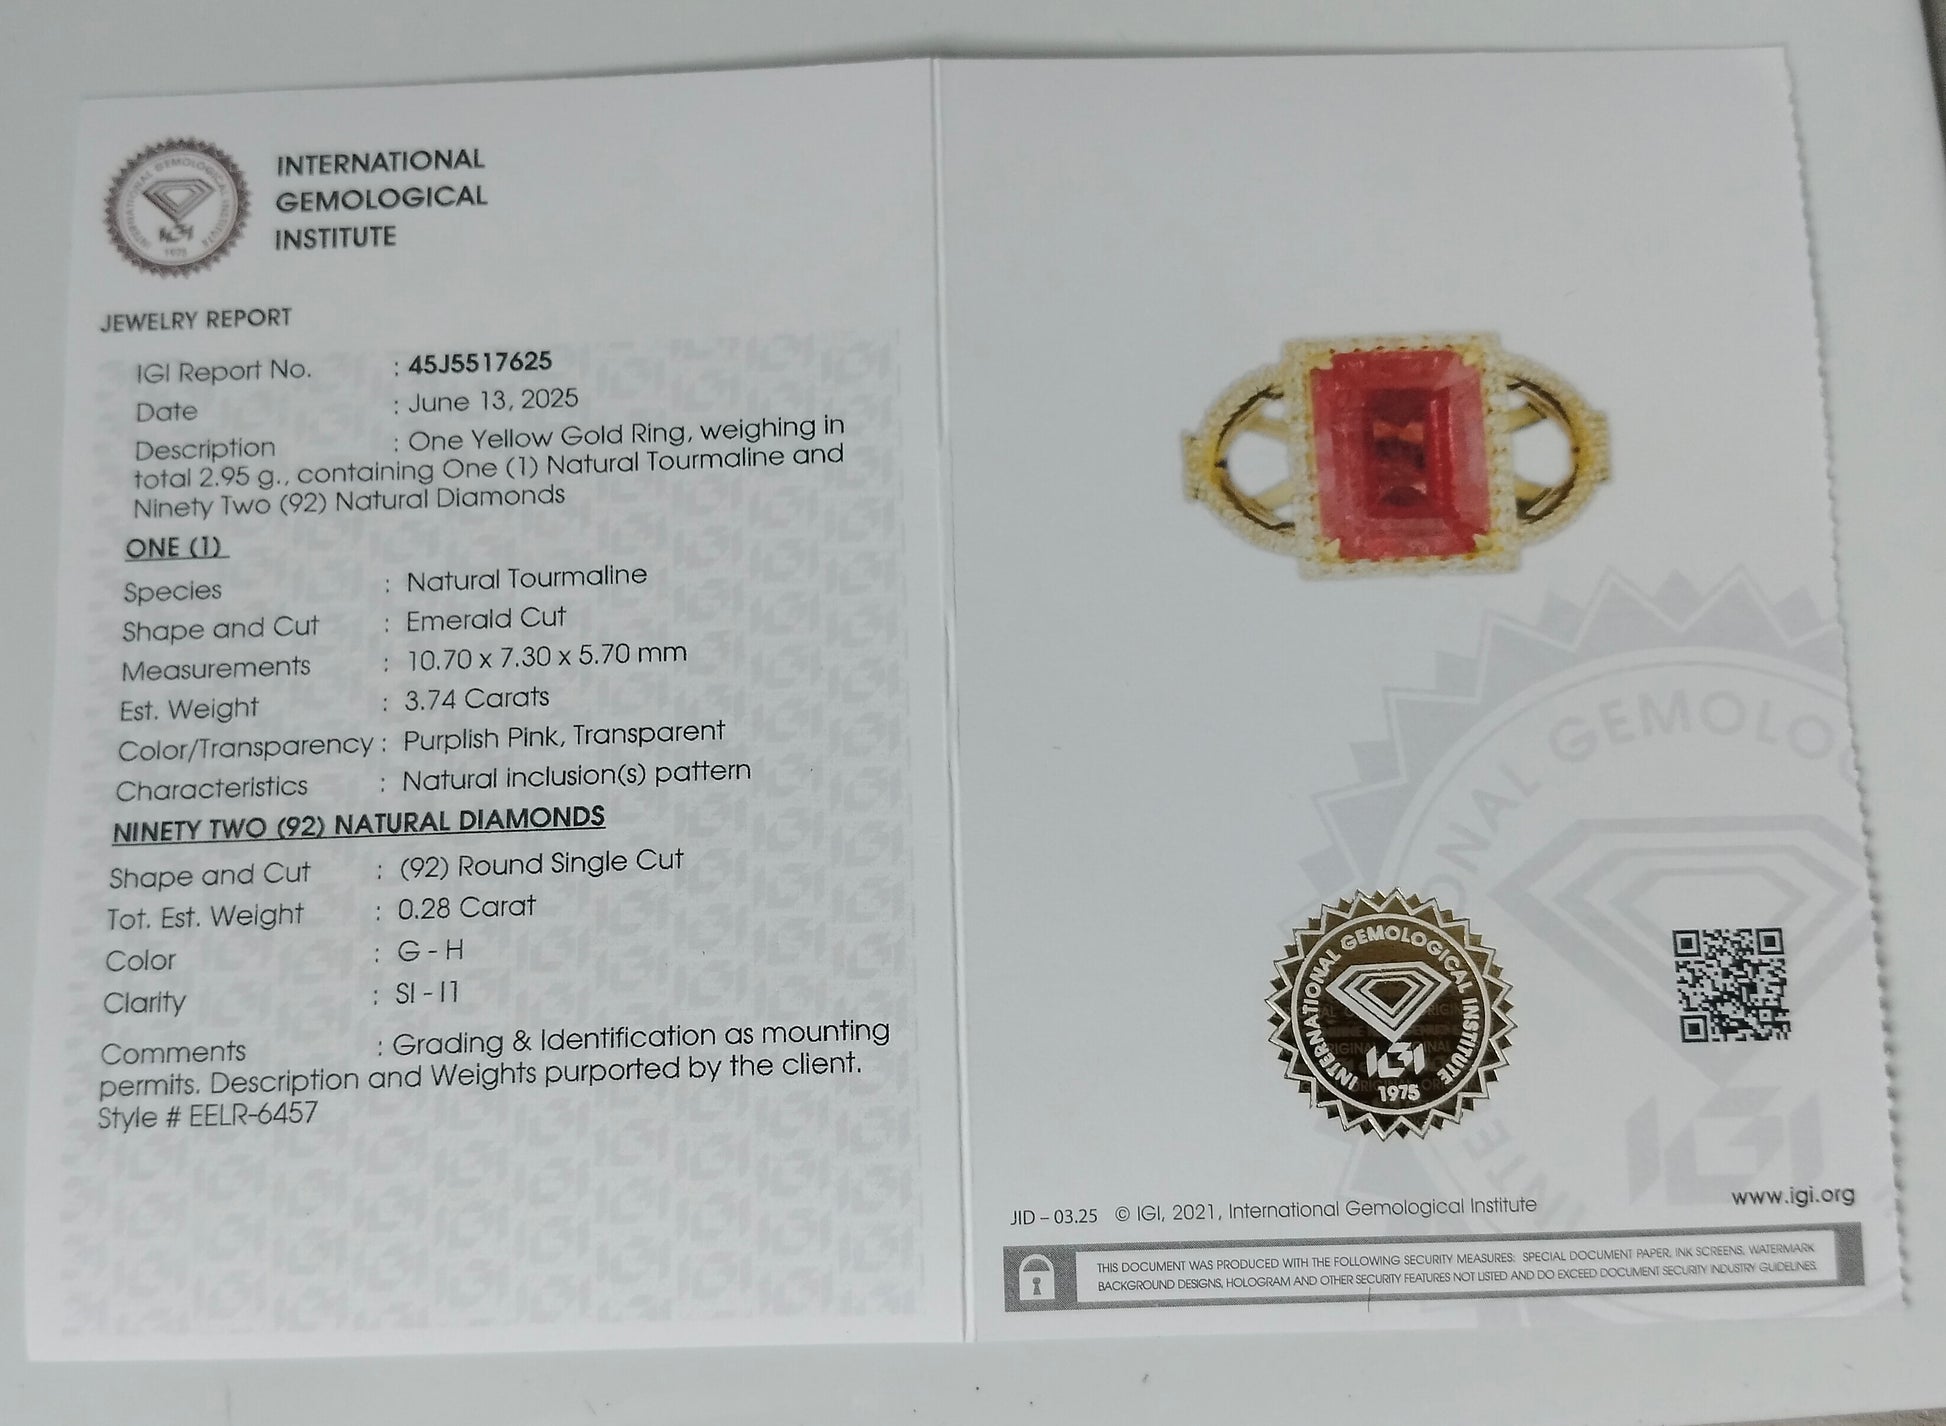 INTERNATIONAL
GEMOLOGICAL
INSTITUTE
INTERNATIONAL GEMOLOGICAL INSTITUTE
IGI
1975
JEWELRY REPORT
IGI Report No. : 45J5517625
Date : June 13, 2025
Description : One Yellow Gold Ring, weighing in
total 2.95 g., containing One (1) Natural Tourmaline and
Ninety Two (92) Natural Diamonds
ONE (1)
Species : Natural Tourmaline
Shape and Cut : Emerald Cut
Measurements : 10.70 x 7.30 x 5.70 mm
Est. Weight : 3.74 Carats
Color/Transparency : Purplish Pink, Transparent
Characteristics : Natural inclusion(s) pattern
NINETY TWO (92) NATURAL DIAMONDS
Shape and Cut : (92) Round Single Cut
Tot. Est. Weight : 0.28 Carat
Color : G - H
Clarity : SI - I1
Comments : Grading & Identification as mounting
permits. Description and Weights purported by the client.
Style # EELR-6457
INTERNATIONAL GEMOLOGICAL INSTITUTE
IGI
1975
www.igi.org
JID – 03.25 © IGI, 2021, International Gemological Institute
THIS DOCUMENT WAS PRODUCED WITH THE FOLLOWING SECURITY MEASURES: SPECIAL DOCUMENT PAPER, INK SCREENS, WATERMARK
BACKGROUND DESIGNS, HOLOGRAM AND OTHER SECURITY FEATURES NOT LISTED AND DO EXCEED DOCUMENT SECURITY INDUSTRY GUIDELINES.